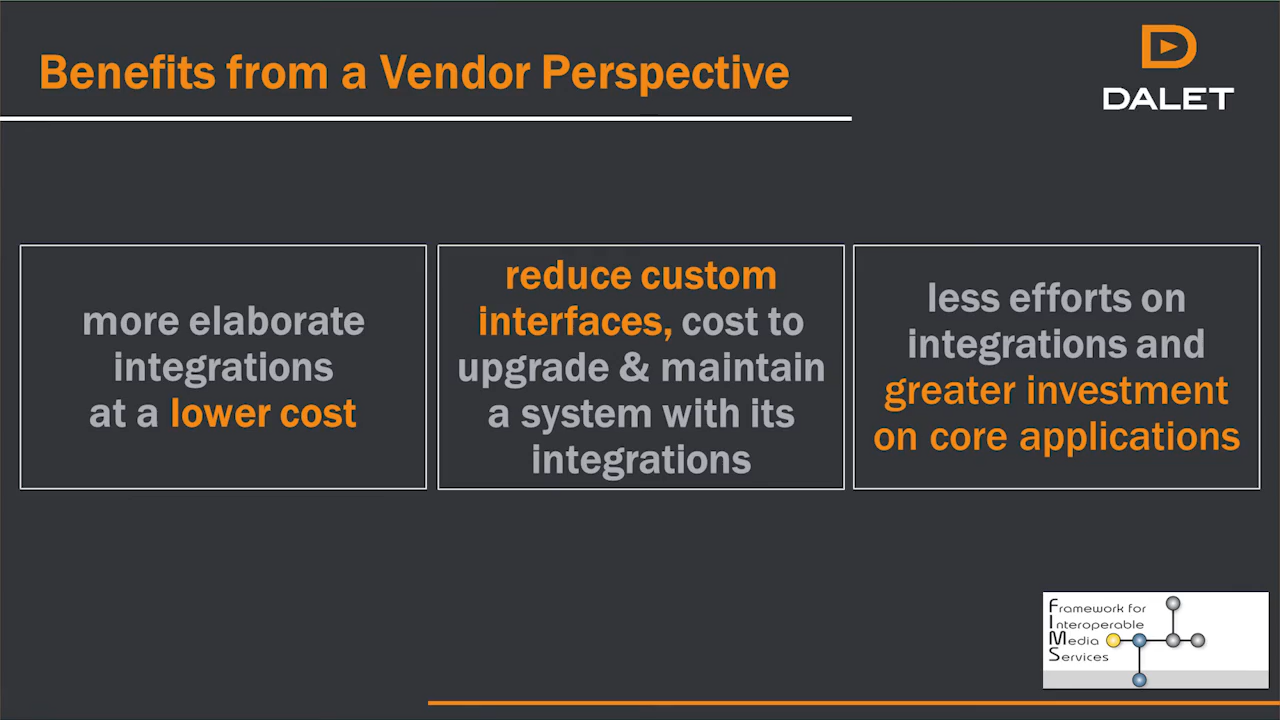 Benefits from a Vendor Perspective
DALET
more elaborate
integrations
at a lower cost
reduce custom
interfaces, cost to
upgrade & maintain
a system with its
integrations
less efforts on
integrations and
greater investment
on core applications
Framework for
Interoperable
Media
Services